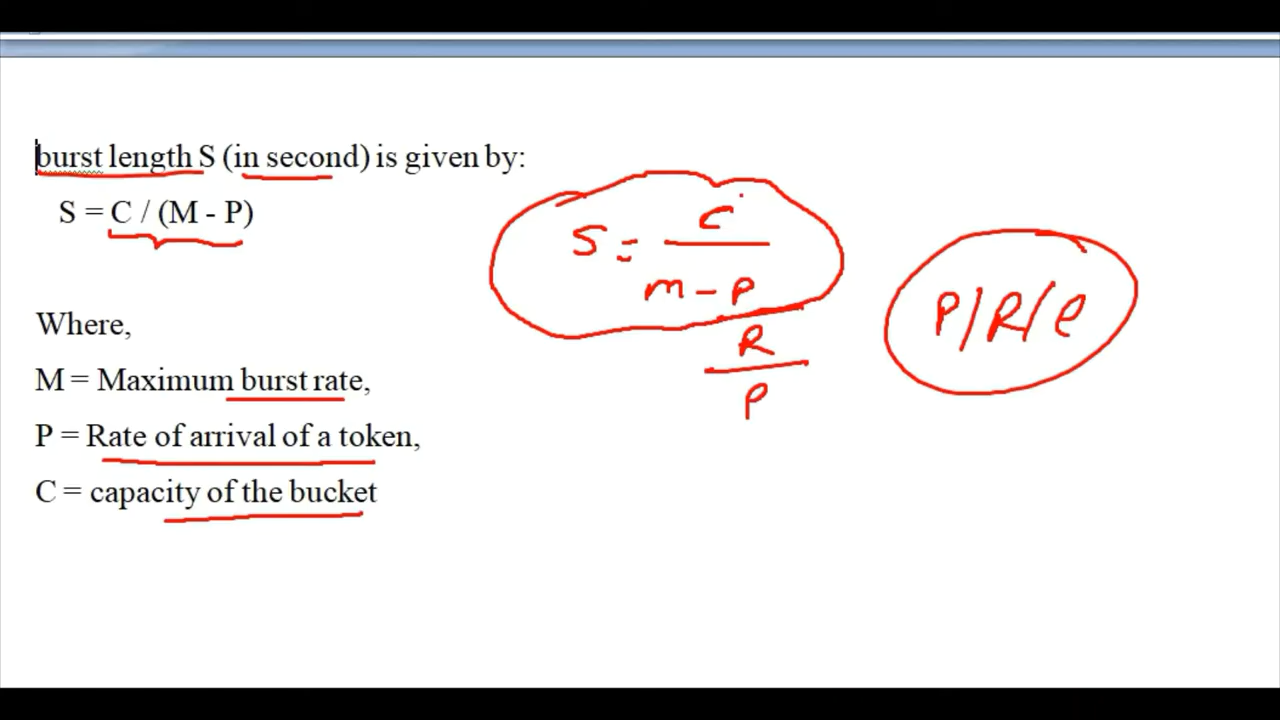 burst length S (in second) is given by:
S = C / (M - P)
Where,
M = Maximum burst rate,
P = Rate of arrival of a token,
C = capacity of the bucket
S = C
m - P
R
P
P/R/ρ